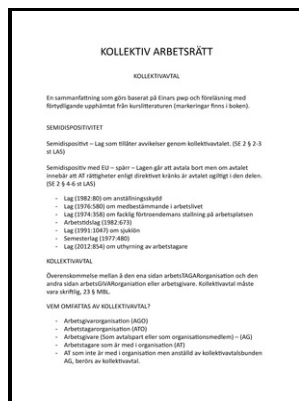 KOLLEKTIV ARBETSRÄTT
KOLLEKTIVAVTAL
En sammanfattning som görs baserat på Einars pwp och föreläsning med
förtydligande upphämtat från kurslitteraturen (markeringar finns i boken).
SEMIDISPOSITIVITET
Semidispositivt – Lag som tillåter avvikelser genom kollektivavtalet. (SE 2 § 2-3
st LAS)
Semidispositiv med EU – spärr – Lagen går att avtala bort men om avtalet
innebär att AT rättigheter enligt direktivet kränks är avtalet ogiltigt i den delen.
(SE 2 § 4-6 st LAS)
- Lag (1982:80) om anställningsskydd
- Lag (1976:580) om medbestämmande i arbetslivet
- Lag (1974:358) om facklig förtroendemans stallning på arbetsplatsen
- Arbetstidslag (1982:673)
- Lag (1991:1047) om sjuklön
- Semesterlag (1977:480)
- Lag (2012:854) om uthyrning av arbetstagare
KOLLEKTIVAVTAL
Överenskommelse mellan å den ena sidan arbetsTAGARorganisation och den
andra sidan arbetsGIVARorganiation eller arbetsgivare. Kollektivavtal måste
vara skriftlig, 23 § MBL.
VEM OMFATTAS AV KOLLEKTIVAVTAL?
- Arbetsgivarorganisation (AGO)
- Arbetstagarorganisation (ATO)
- Arbetsgivare (Som avtalspart eller som organisationsmedlem) – (AG)
- Arbetstagare som är med i organisation (AT)
- AT som inte är med i organisation men anställd av kollektivavtalsbunden
AG, berörs av kollektivavtal.